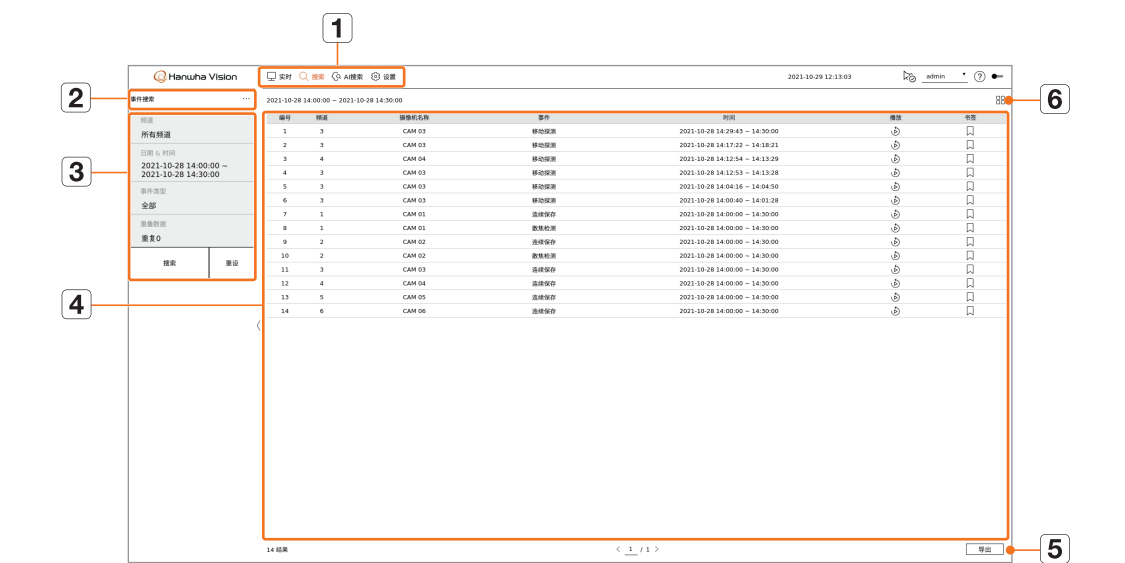 1
Hanwha Vision 实时 搜索 AI搜索 设置 2021-10-29 12:13:03 admin ?
2
事件搜索 ... 2021-10-28 14:00:00 ~ 2021-10-28 14:30:00
6
3
频道
所有频道
日期 & 时间
2021-10-28 14:00:00 ~
2021-10-28 14:30:00
事件类型
全部
重叠数据
重复0
搜索 重设
4
编号 频道 摄像机名称 事件 时间 播放 书签
1 3 CAM 03 移动探测 2021-10-28 14:29:43 ~ 14:30:00
2 3 CAM 03 移动探测 2021-10-28 14:17:22 ~ 14:18:21
3 4 CAM 04 移动探测 2021-10-28 14:12:54 ~ 14:13:29
4 3 CAM 03 移动探测 2021-10-28 14:12:53 ~ 14:13:28
5 3 CAM 03 移动探测 2021-10-28 14:04:16 ~ 14:04:50
6 3 CAM 03 移动探测 2021-10-28 14:00:40 ~ 14:01:28
7 1 CAM 01 连续保存 2021-10-28 14:00:00 ~ 14:30:00
8 1 CAM 01 散焦检测 2021-10-28 14:00:00 ~ 14:30:00
9 2 CAM 02 连续保存 2021-10-28 14:00:00 ~ 14:30:00
10 2 CAM 02 散焦检测 2021-10-28 14:00:00 ~ 14:30:00
11 3 CAM 03 连续保存 2021-10-28 14:00:00 ~ 14:30:00
12 4 CAM 04 连续保存 2021-10-28 14:00:00 ~ 14:30:00
13 5 CAM 05 连续保存 2021-10-28 14:00:00 ~ 14:30:00
14 6 CAM 06 连续保存 2021-10-28 14:00:00 ~ 14:30:00
14 结果 < 1 / 1 > 导出
5